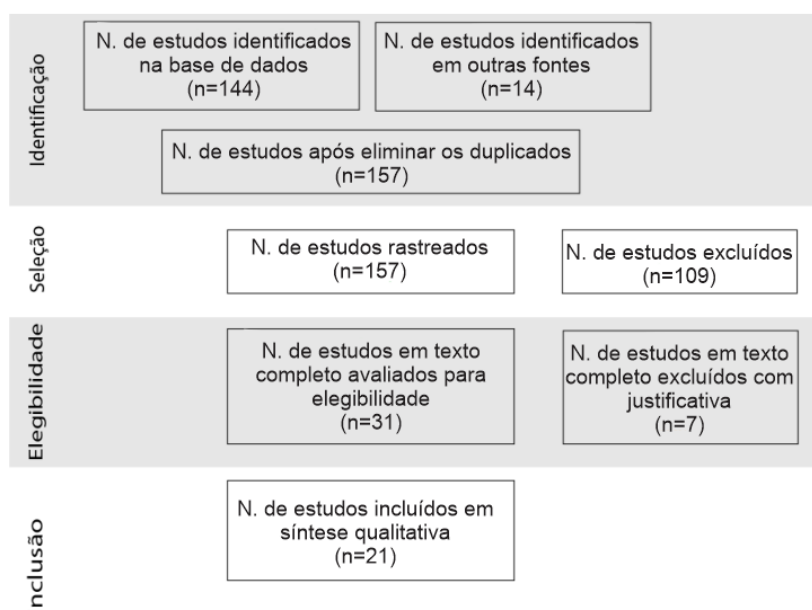 Identificação
N. de estudos identificados
na base de dados
(n=144)
N. de estudos identificados
em outras fontes
(n=14)
N. de estudos após eliminar os duplicados
(n=157)
Seleção
N. de estudos rastreados
(n=157)
N. de estudos excluídos
(n=109)
Elegibilidade
N. de estudos em texto
completo avaliados para
elegibilidade
(n=31)
N. de estudos em texto
completo excluídos com
justificativa
(n=7)
nclusão
N. de estudos incluídos em
síntese qualitativa
(n=21)